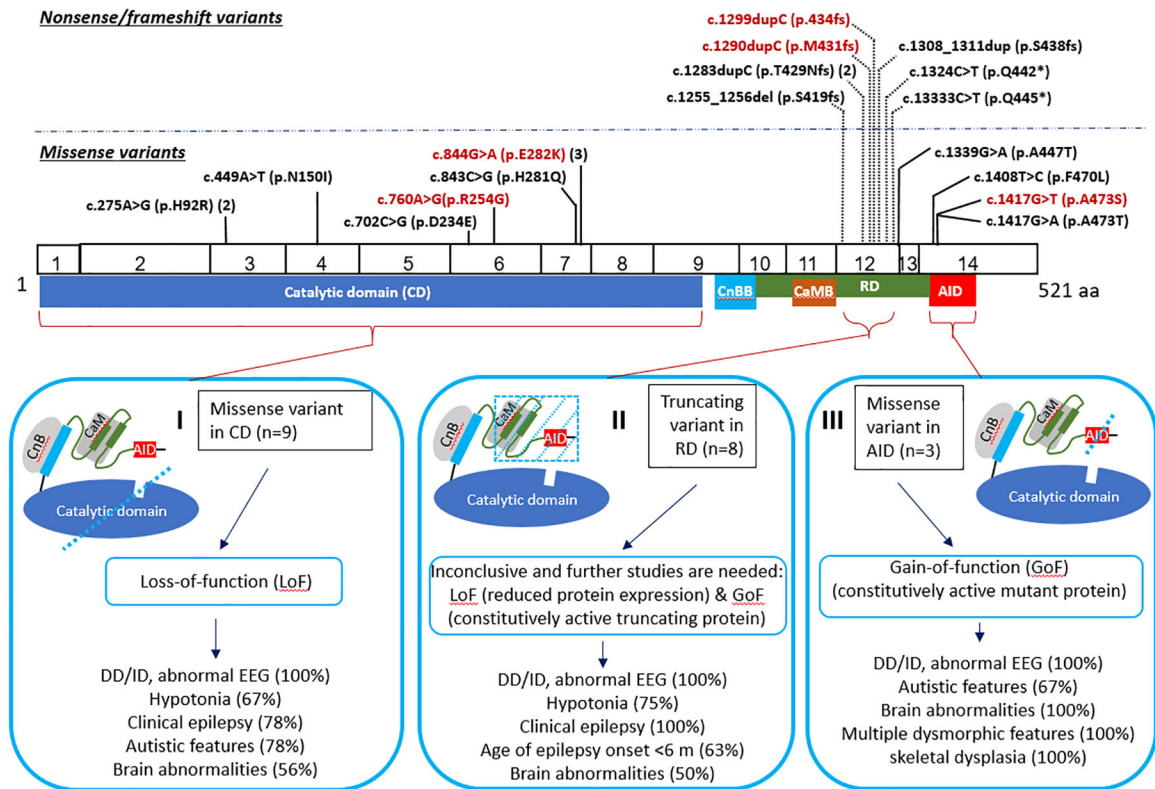 Nonsense/frameshift variants
c.1299dupC (p.434fs)
c.1290dupC (p.M431fs)
c.1283dupC (p.T429Nfs) (2)
c.1255_1256del (p.S419fs)
c.1308_1311dup (p.S438fs)
c.1324C>T (p.Q442*)
c.13333C>T (p.Q445*)
Missense variants
c.844G>A (p.E282K) (3)
c.843C>G (p.H281Q)
c.449A>T (p.N150I)
c.760A>G(p.R254G)
c.275A>G (p.H92R) (2)
c.702C>G (p.D234E)
c.1339G>A (p.A447T)
c.1408T>C (p.F470L)
c.1417G>T (p.A473S)
c.1417G>A (p.A473T)
1 2 3 4 5 6 7 8 9 10 11 12 13 14
1
Catalytic domain (CD)
CnBB
CaMB
RD
AID
521 aa
CnB
CaM
AID
Catalytic domain
I
Missense variant
in CD (n=9)
Loss-of-function (LoF)
DD/ID, abnormal EEG (100%)
Hypotonia (67%)
Clinical epilepsy (78%)
Autistic features (78%)
Brain abnormalities (56%)
CnB
CaM
AID
Catalytic domain
II
Truncating
variant in
RD (n=8)
Inconclusive and further studies are needed:
LoF (reduced protein expression) & GoF
(constitutively active truncating protein)
DD/ID, abnormal EEG (100%)
Hypotonia (75%)
Clinical epilepsy (100%)
Age of epilepsy onset <6 m (63%)
Brain abnormalities (50%)
III
Missense
variant in
AID (n=3)
CnB
CaM
AID
Catalytic domain
Gain-of-function (GoF)
(constitutively active mutant protein)
DD/ID, abnormal EEG (100%)
Autistic features (67%)
Brain abnormalities (100%)
Multiple dysmorphic features (100%)
skeletal dysplasia (100%)